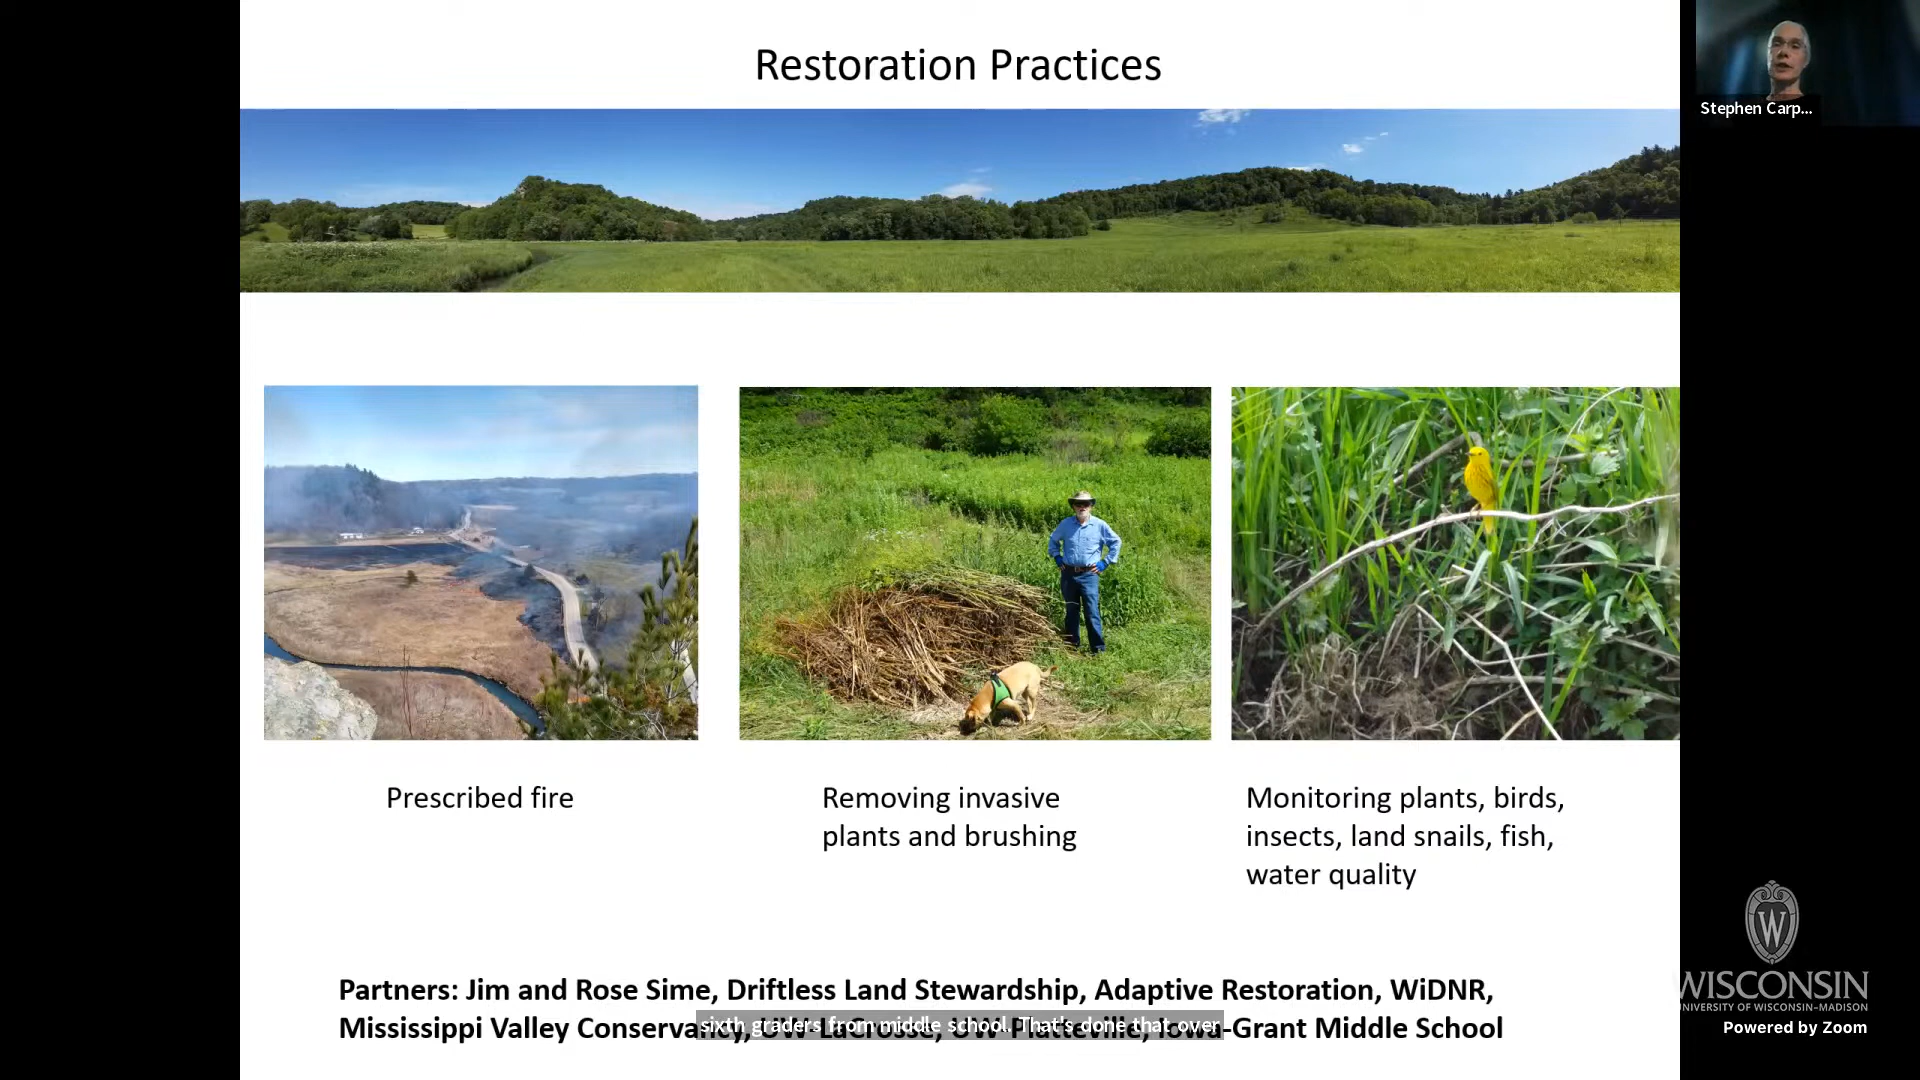 Restoration Practices
Stephen Carp...
Prescribed fire
Removing invasive
plants and brushing
Monitoring plants, birds,
insects, land snails, fish,
water quality
Partners: Jim and Rose Sime, Driftless Land Stewardship, Adaptive Restoration, WiDNR,
Mississippi Valley Conservancy, UW-LaCrosse, UW-Platteville, Iowa-Grant Middle School
sixth graders from middle school. That's done that over
W
WISCONSIN
UNIVERSITY OF WISCONSIN–MADISON
Powered by Zoom